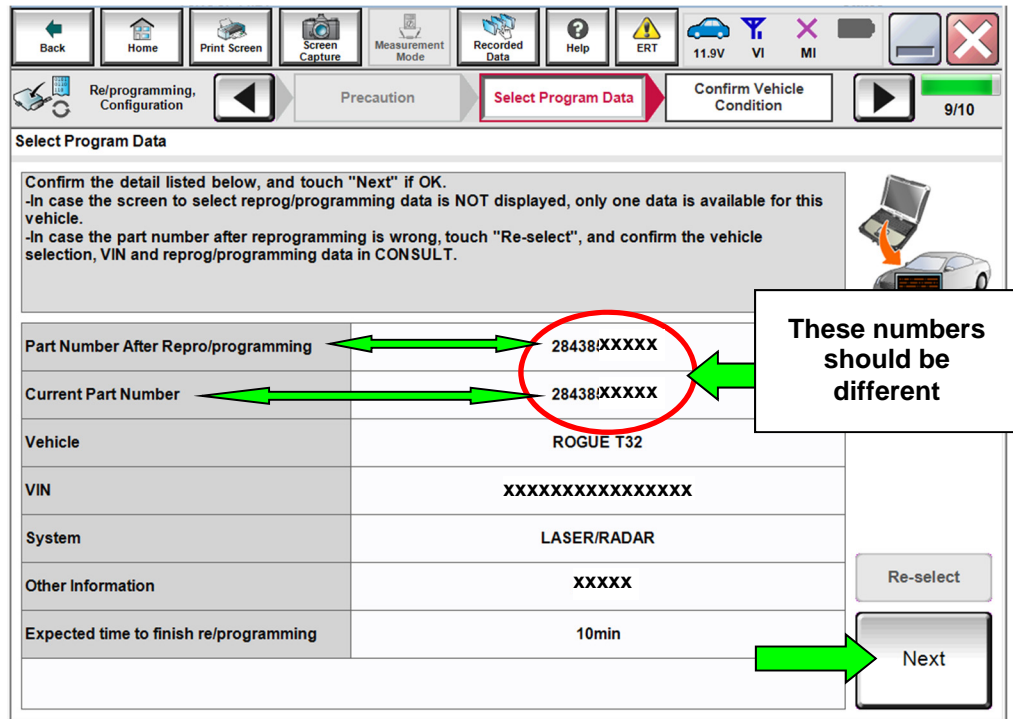 Back
Home
Print Screen
Screen
Capture
Measurement
Mode
Recorded
Data
Help
ERT
11.9V
VI
MI
Re/programming,
Configuration
Precaution
Select Program Data
Confirm Vehicle
Condition
9/10
Select Program Data
Confirm the detail listed below, and touch "Next" if OK.
-In case the screen to select reprog/programming data is NOT displayed, only one data is available for this
vehicle.
-In case the part number after reprogramming is wrong, touch "Re-select", and confirm the vehicle
selection, VIN and reprog/programming data in CONSULT.
These numbers
should be
different
Part Number After Repro/programming
28438XXXXX
Current Part Number
28438XXXXX
Vehicle
ROGUE T32
VIN
XXXXXXXXXXXXXXXX
System
LASER/RADAR
Other Information
XXXXX
Expected time to finish re/programming
10min
Re-select
Next